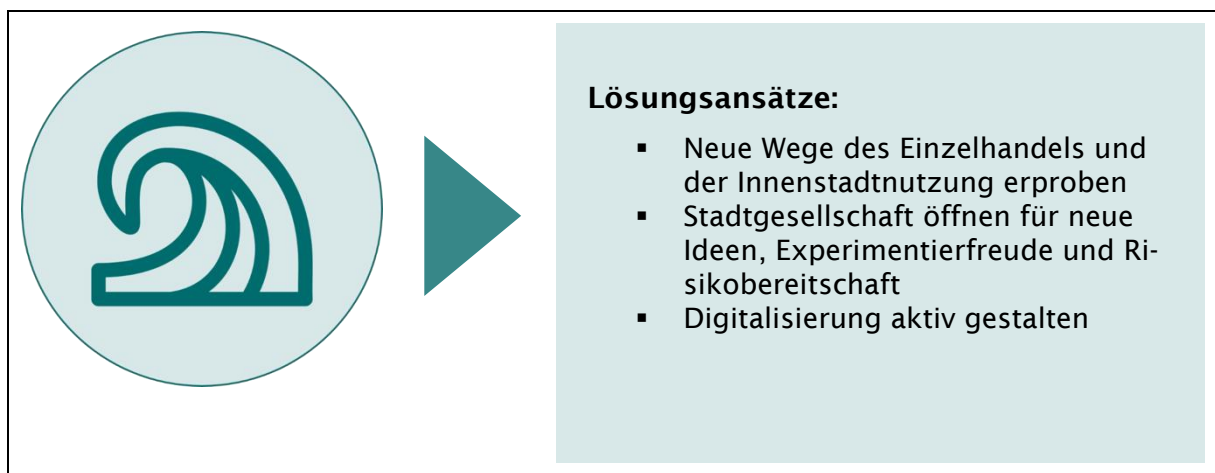 Lösungsansätze:
▪ Neue Wege des Einzelhandels und
der Innenstadtnutzung erproben
▪ Stadtgesellschaft öffnen für neue
Ideen, Experimentierfreude und Ri-
sikobereitschaft
▪ Digitalisierung aktiv gestalten